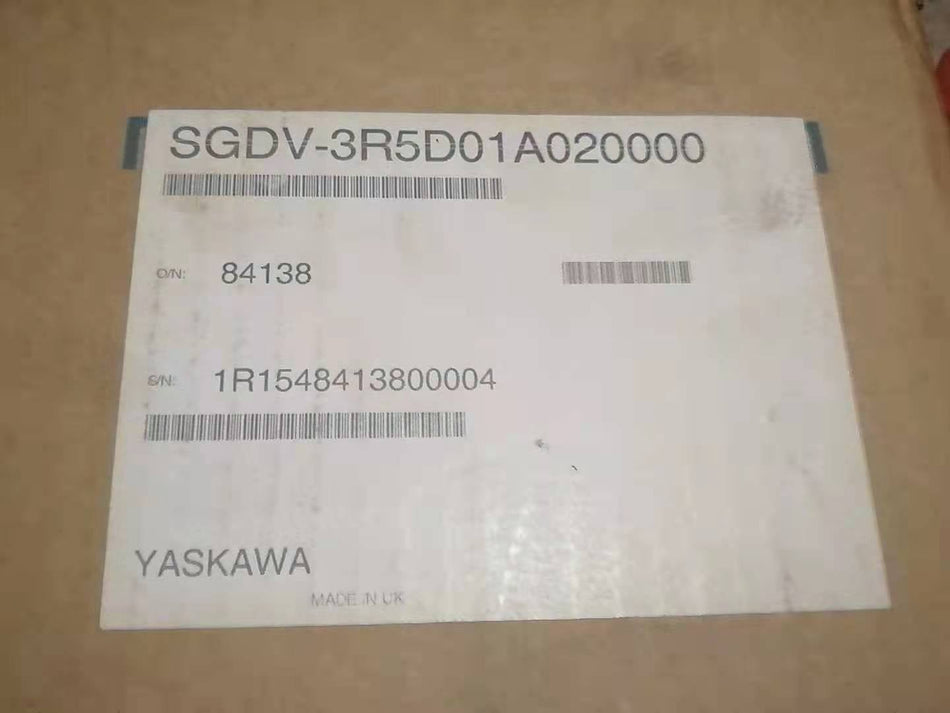 SGDV-3R5D01A020000
O/N: 84138
S/N: 1R1548413800004
YASKAWA
MADE IN UK